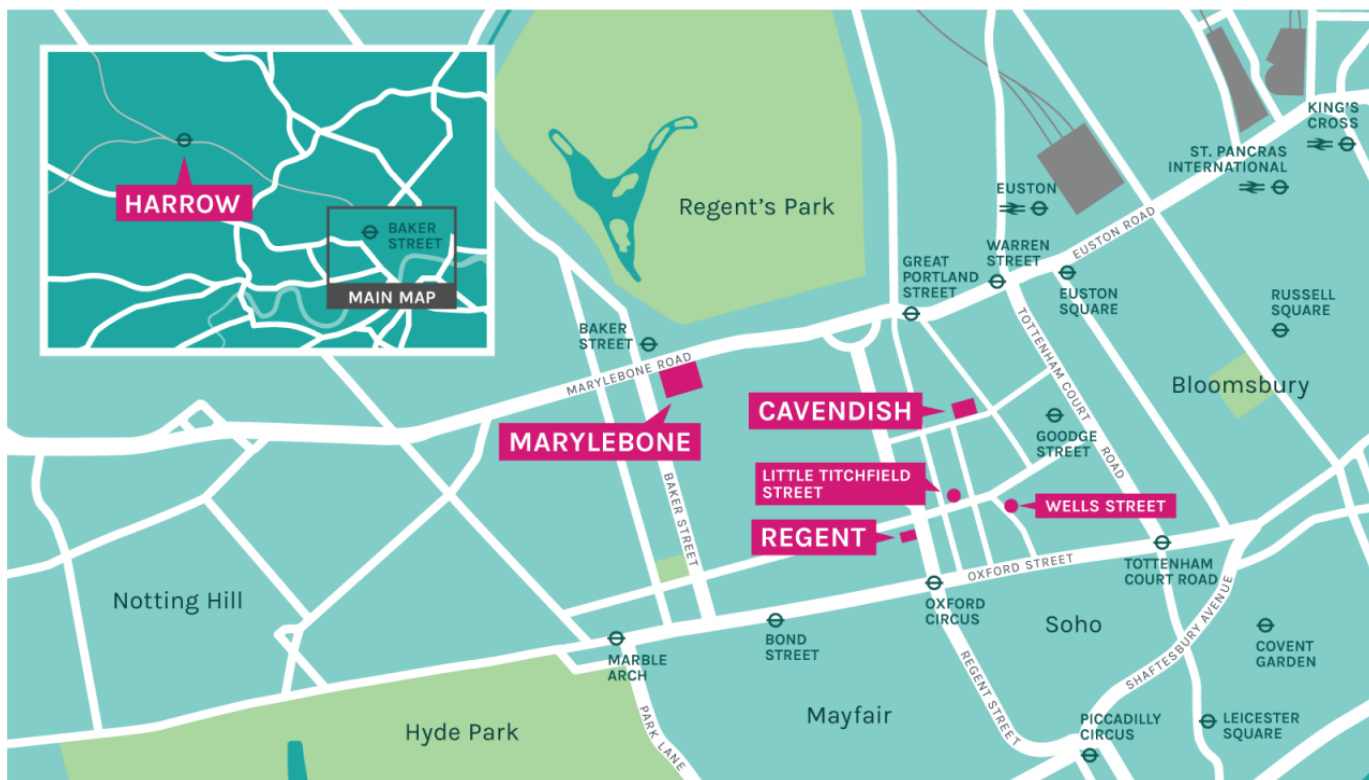 HARROW
BAKER
STREET
MAIN MAP
Regent's Park
KING'S
CROSS
ST. PANCRAS
INTERNATIONAL
EUSTON
EUSTON ROAD
WARREN
STREET
GREAT
PORTLAND
STREET
EUSTON
SQUARE
RUSSELL
SQUARE
BAKER
STREET
MARYLEBONE ROAD
TOTTENHAM COURT ROAD
Bloomsbury
CAVENDISH
MARYLEBONE
GOODGE
STREET
LITTLE TITCHFIELD
STREET
WELLS STREET
BAKER STREET
REGENT
OXFORD STREET
TOTTENHAM
COURT ROAD
Notting Hill
OXFORD
CIRCUS
Soho
SHAFTESBURY AVENUE
BOND
STREET
COVENT
GARDEN
MARBLE
ARCH
REGENT STREET
Mayfair
Hyde Park
PARK LANE
PICCADILLY
CIRCUS
LEICESTER
SQUARE